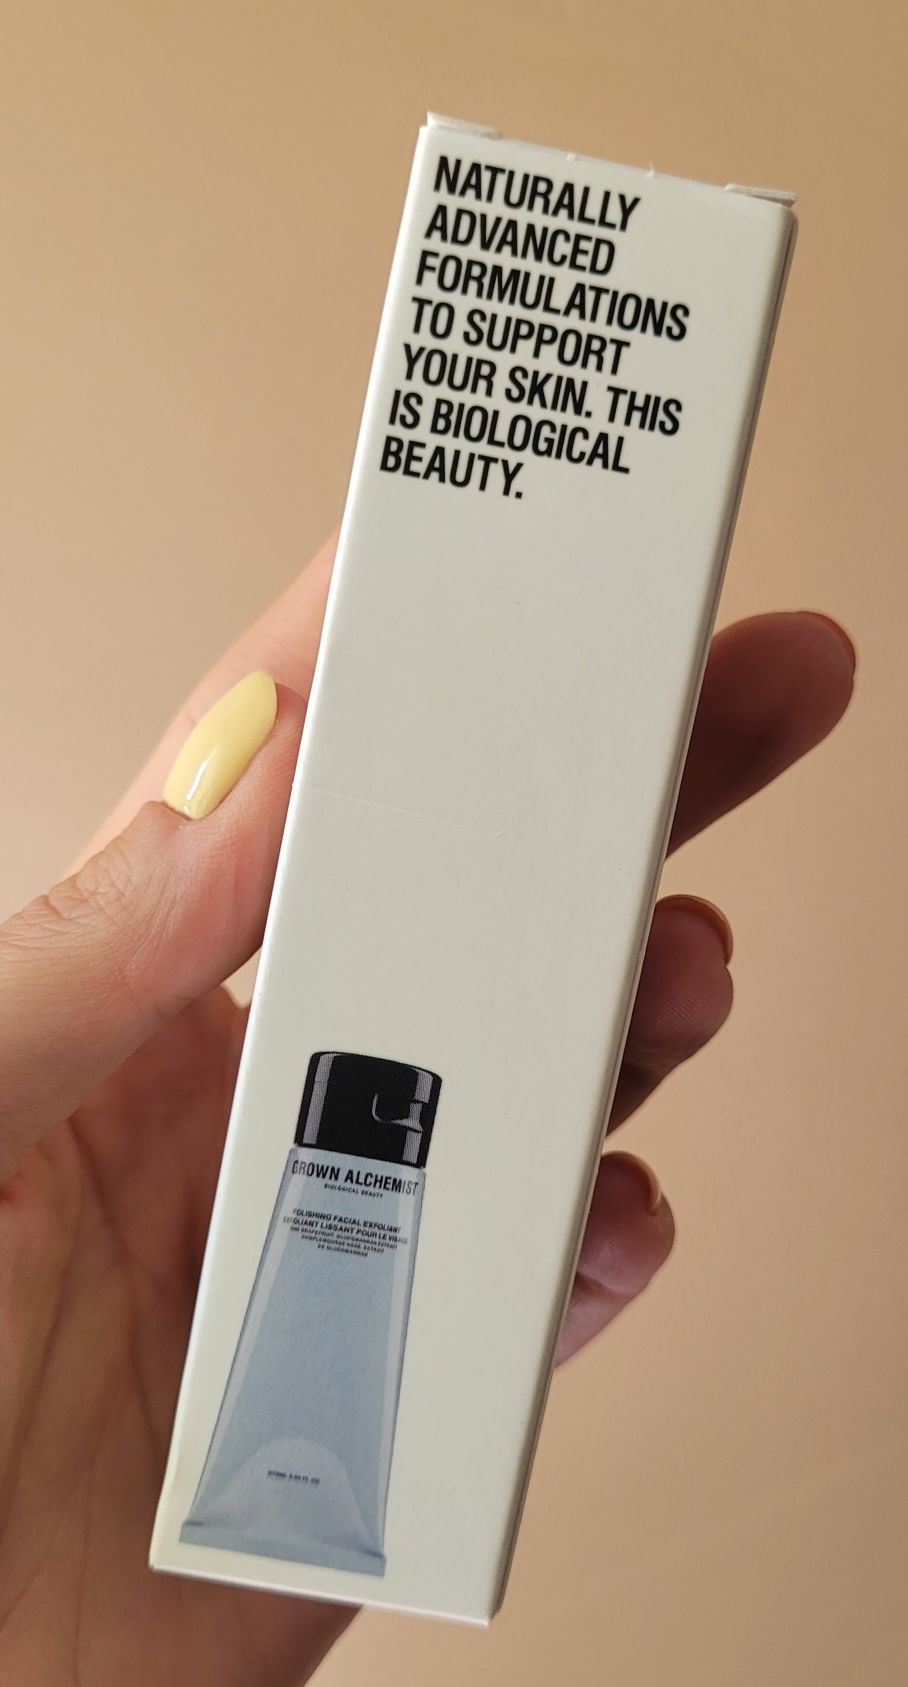 NATURALLY
ADVANCED
FORMULATIONS
TO SUPPORT
YOUR SKIN. THIS
IS BIOLOGICAL
BEAUTY.
GROWN ALCHEMIST
BIOLOGICAL BEAUTY
POLISHING FACIAL EXFOLIANT
EXFOLIANT LISSANT POUR LE VISAGE